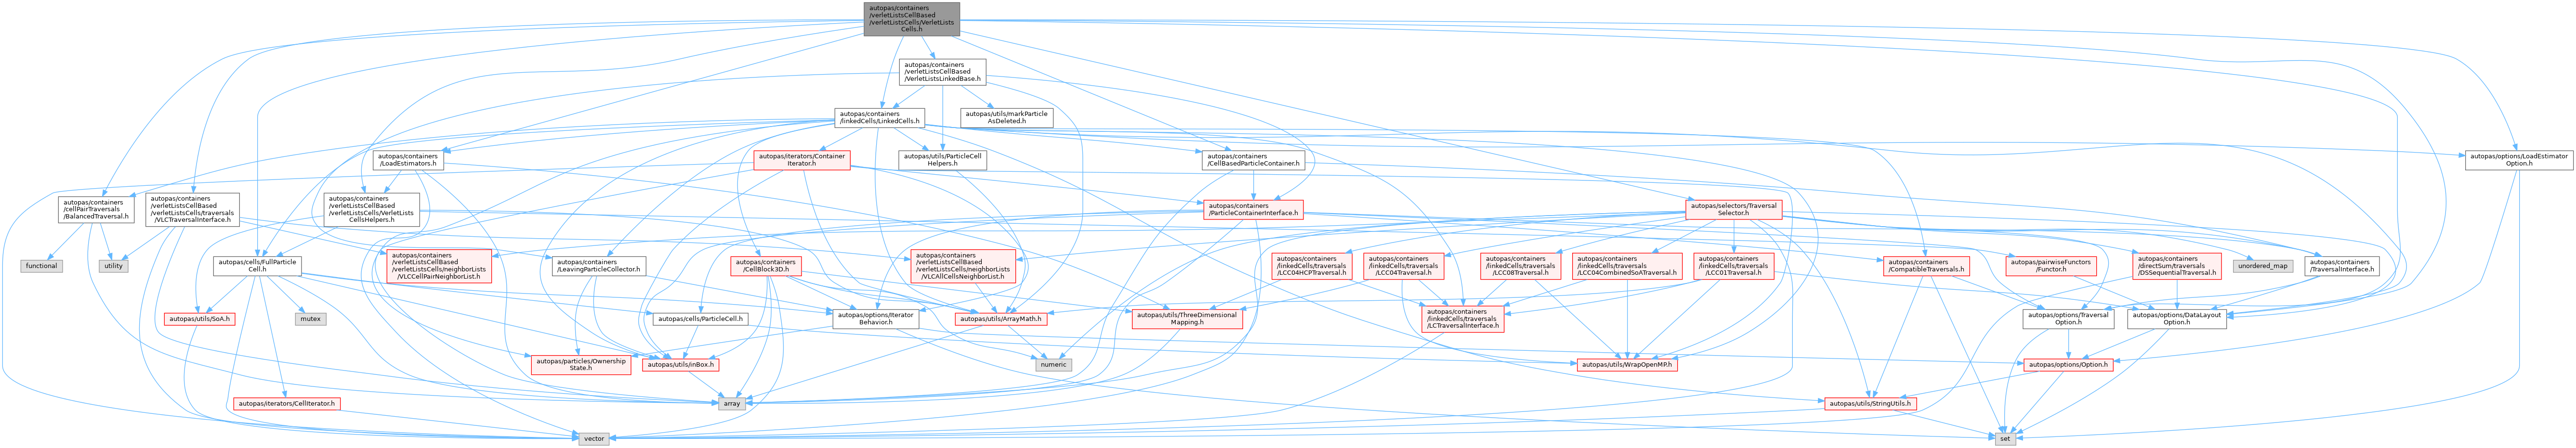 autopas/containers
/verletListsCellBased
/verletListsCells/VerletLists
Cells.h
autopas/containers
/verletListsCellBased
/VerletListsLinkedBase.h
autopas/containers
/linkedCells/LinkedCells.h
autopas/utils/markParticle
AsDeleted.h
autopas/containers
/LoadEstimators.h
autopas/iterators/Container
Iterator.h
autopas/utils/ParticleCell
Helpers.h
autopas/containers
/CellBasedParticleContainer.h
autopas/options/LoadEstimator
Option.h
autopas/containers
/cellPairTraversals
/BalancedTraversal.h
autopas/containers
/verletListsCellBased
/verletListsCells/traversals
/VLCTraversalInterface.h
autopas/containers
/verletListsCellBased
/verletListsCells/VerletLists
CellsHelpers.h
autopas/containers
/ParticleContainerInterface.h
autopas/selectors/Traversal
Selector.h
functional
utility
autopas/cells/FullParticle
Cell.h
autopas/containers
/verletListsCellBased
/verletListsCells/neighborLists
/VLCCellPairNeighborList.h
autopas/containers
/LeavingParticleCollector.h
autopas/containers
/CellBlock3D.h
autopas/containers
/verletListsCellBased
/verletListsCells/neighborLists
/VLCAllCellsNeighborList.h
autopas/containers
/linkedCells/traversals
/LCC04HCPTraversal.h
autopas/containers
/linkedCells/traversals
/LCC04Traversal.h
autopas/containers
/linkedCells/traversals
/LCC08Traversal.h
autopas/containers
/linkedCells/traversals
/LCC04CombinedSoATraversal.h
autopas/containers
/linkedCells/traversals
/LCC01Traversal.h
autopas/containers
/CompatibleTraversals.h
autopas/pairwiseFunctors
/Functor.h
autopas/containers
/directSum/traversals
/DSSequentialTraversal.h
unordered_map
autopas/containers
/TraversalInterface.h
autopas/utils/SoA.h
mutex
autopas/cells/ParticleCell.h
autopas/options/Iterator
Behavior.h
autopas/utils/ArrayMath.h
autopas/utils/ThreeDimensional
Mapping.h
autopas/containers
/linkedCells/traversals
/LCTraversalInterface.h
autopas/options/Traversal
Option.h
autopas/options/DataLayout
Option.h
autopas/particles/Ownership
State.h
autopas/utils/inBox.h
numeric
autopas/utils/WrapOpenMP.h
autopas/options/Option.h
autopas/iterators/CellIterator.h
array
autopas/utils/StringUtils.h
vector
set